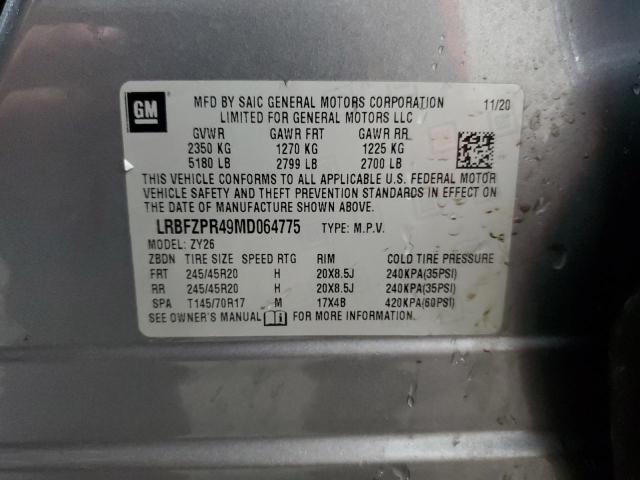 GM
MFD BY SAIC GENERAL MOTORS CORPORATION 11/20
LIMITED FOR GENERAL MOTORS LLC
GVWR GAWR FRT GAWR RR
2350 KG 1270 KG 1225 KG
5180 LB 2799 LB 2700 LB
THIS VEHICLE CONFORMS TO ALL APPLICABLE U.S. FEDERAL MOTOR
VEHICLE SAFETY AND THEFT PREVENTION STANDARDS IN EFFECT ON
THE DATE OF MANUFACTURE SHOWN ABOVE.
LRBFZPR49MD064775 TYPE: M.P.V.
MODEL: ZY26
ZBDN TIRE SIZE SPEED RTG RIM COLD TIRE PRESSURE
FRT 245/45R20 H 20X8.5J 240KPA(35PSI)
RR 245/45R20 H 20X8.5J 240KPA(35PSI)
SPA T145/70R17 M 17X4B 420KPA(60PSI)
SEE OWNER'S MANUAL FOR MORE INFORMATION.